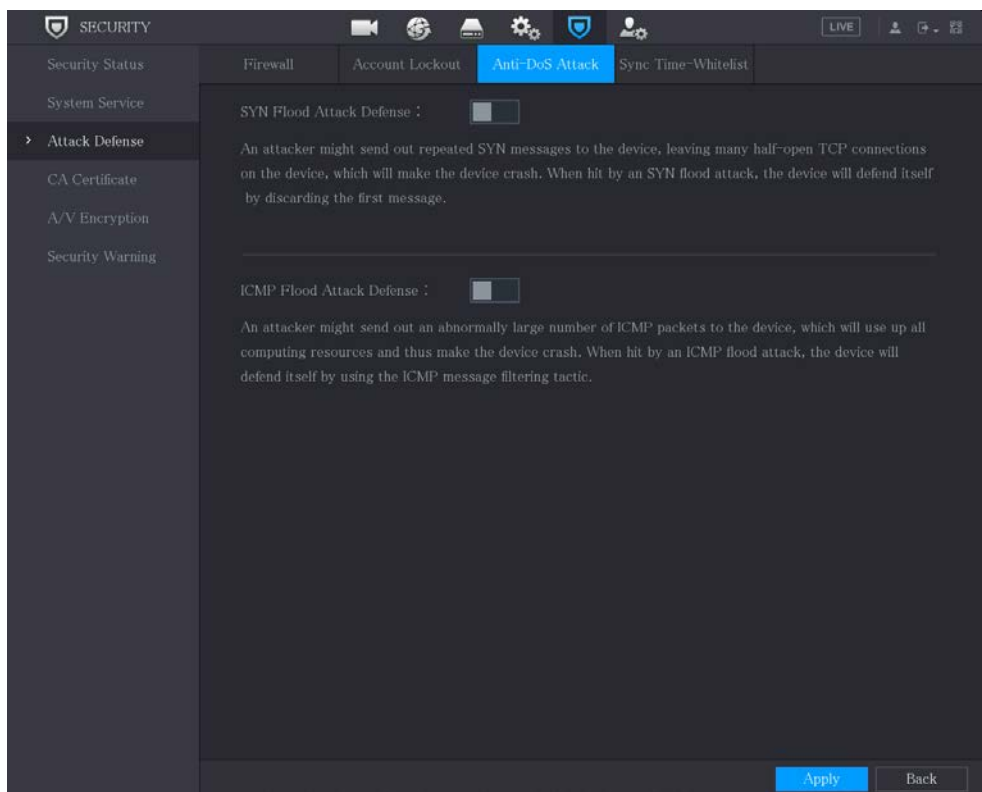 SECURITY
LIVE
Security Status
System Service
Attack Defense
CA Certificate
A/V Encryption
Security Warning
Firewall
Account Lockout
Anti-DoS Attack
Sync Time-Whitelist
SYN Flood Attack Defense :
An attacker might send out repeated SYN messages to the device, leaving many half-open TCP connections
on the device, which will make the device crash. When hit by an SYN flood attack, the device will defend itself
by discarding the first message.
ICMP Flood Attack Defense :
An attacker might send out an abnormally large number of ICMP packets to the device, which will use up all
computing resources and thus make the device crash. When hit by an ICMP flood attack, the device will
defend itself by using the ICMP message filtering tactic.
Apply
Back